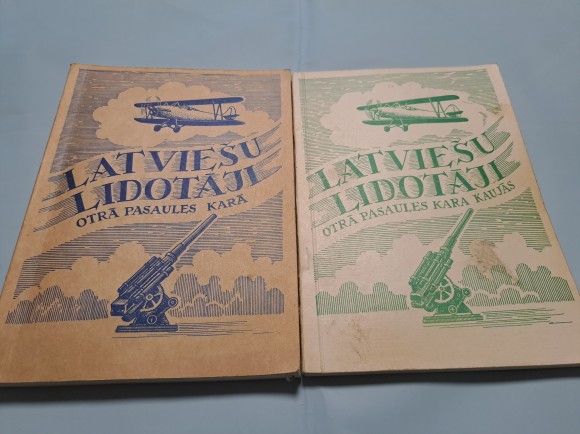 LATVIEŠU
LIDOTĀJI
OTRĀ PASAULES KARĀ
LATVIEŠU
LIDOTĀJI
OTRĀ PASAULES KARA KAUJĀS